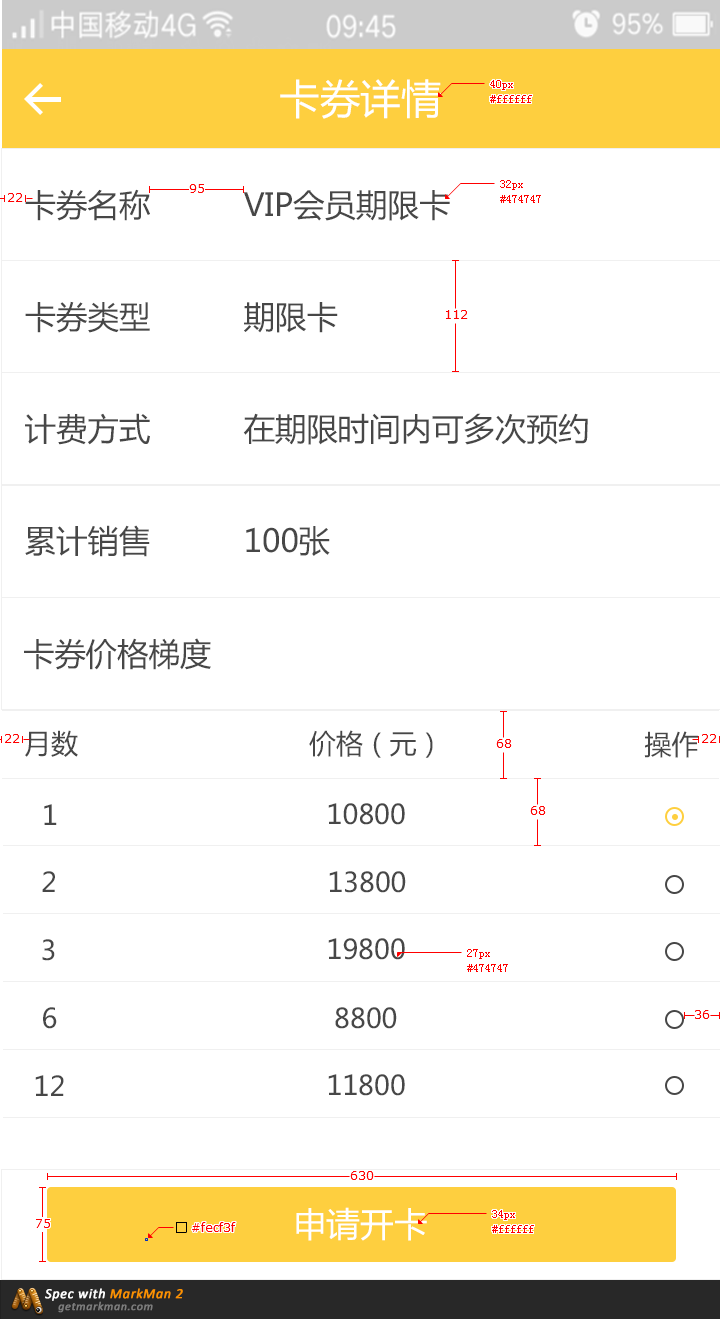 中国移动4G 09:45 95%
卡券详情 40px
#ffffff
22 卡券名称 95 VIP会员期限卡 32px
#474747
卡券类型 期限卡 112
计费方式 在期限时间内可多次预约
累计销售 100张
卡券价格梯度
22 月数 价格（元） 68 操作 22
1 10800 68
2 13800
3 19800 27px
#474747
6 8800 36
12 11800
630
75 #fecf3f 申请开卡 34px
#ffffff
Spec with MarkMan 2
getmarkman.com